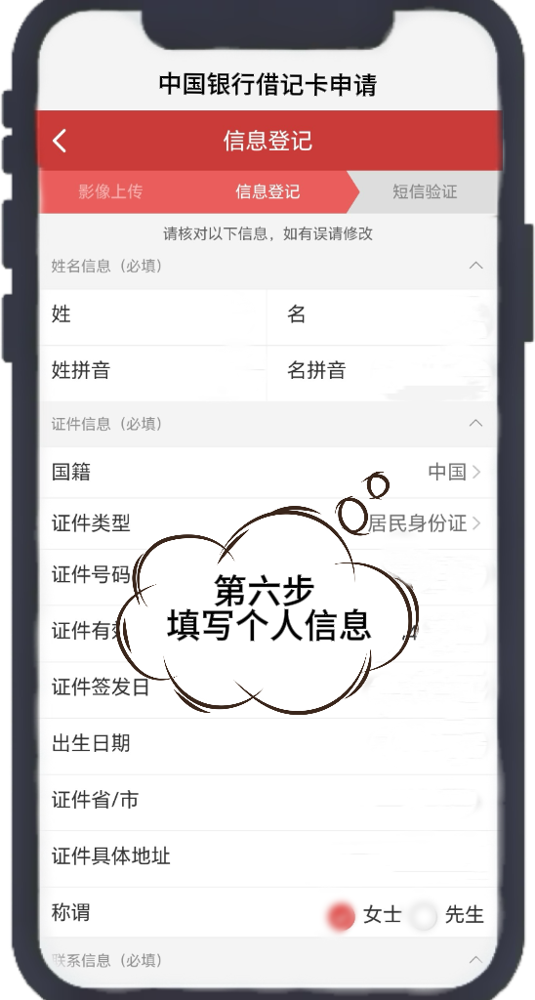 中国银行借记卡申请
信息登记
影像上传 信息登记 短信验证
请核对以下信息，如有误请修改
姓名信息（必填）
姓 名
姓拼音 名拼音
证件信息（必填）
国籍 中国
证件类型 居民身份证
证件号码
第六步
填写个人信息
证件有
证件签发日
出生日期
证件省/市
证件具体地址
称谓 女士 先生
联系信息（必填）